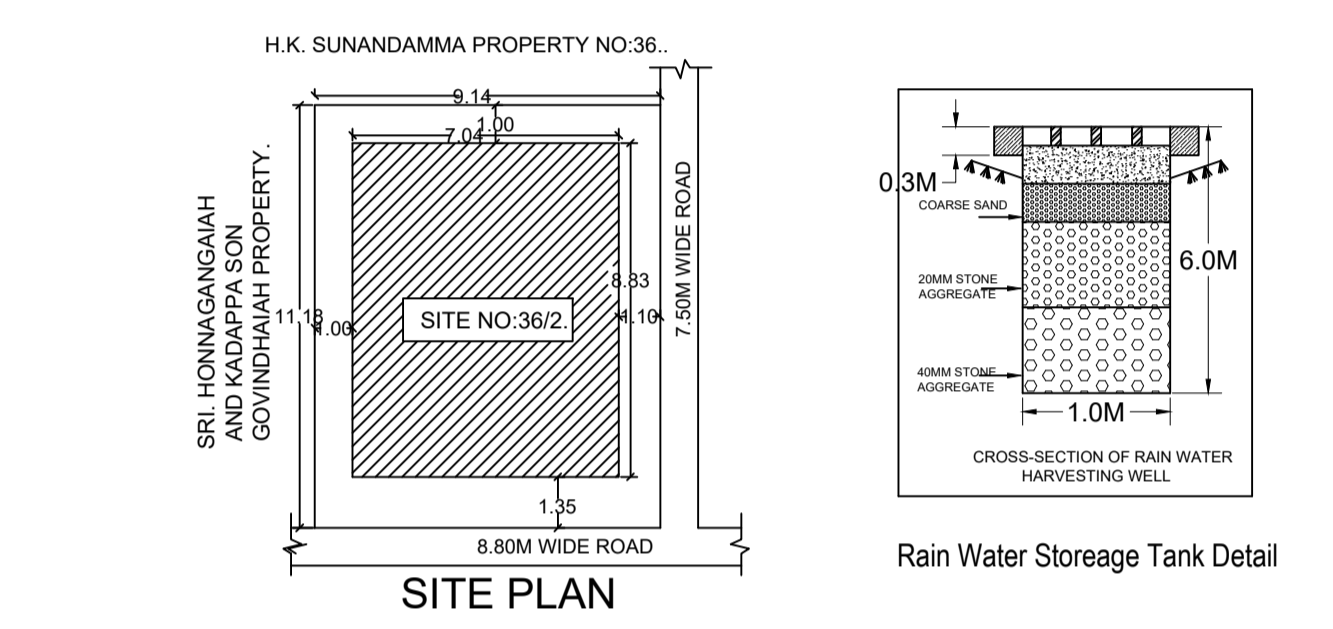 H.K. SUNANDAMMA PROPERTY NO:36..
9.14
1.00
7.04
SRI. HONNAGANGAIAH
AND KADAPPA SON
GOVINDHAIAH PROPERTY.
11.18
1.00
SITE NO:36/2.
8.83
1.10
7.50M WIDE ROAD
1.35
8.80M WIDE ROAD
SITE PLAN
0.3M
COARSE SAND
20MM STONE
AGGREGATE
40MM STONE
AGGREGATE
6.0M
1.0M
CROSS-SECTION OF RAIN WATER
HARVESTING WELL
Rain Water Storeage Tank Detail